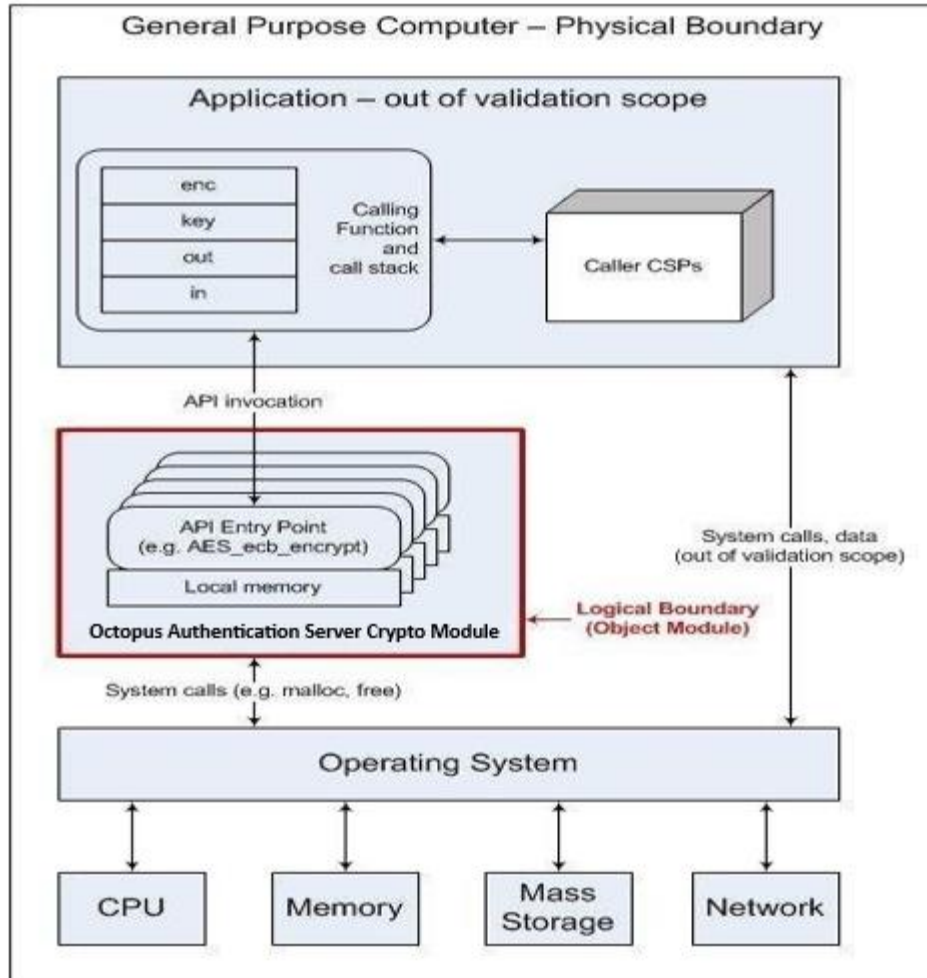 General Purpose Computer – Physical Boundary
Application – out of validation scope
enc
key
out
in
Calling
Function
and
call stack
Caller CSPs
API invocation
API Entry Point
(e.g. AES_ecb_encrypt)
Local memory
Octopus Authentication Server Crypto Module
System calls, data
(out of validation scope)
Logical Boundary
(Object Module)
System calls (e.g. malloc, free)
Operating System
CPU
Memory
Mass
Storage
Network